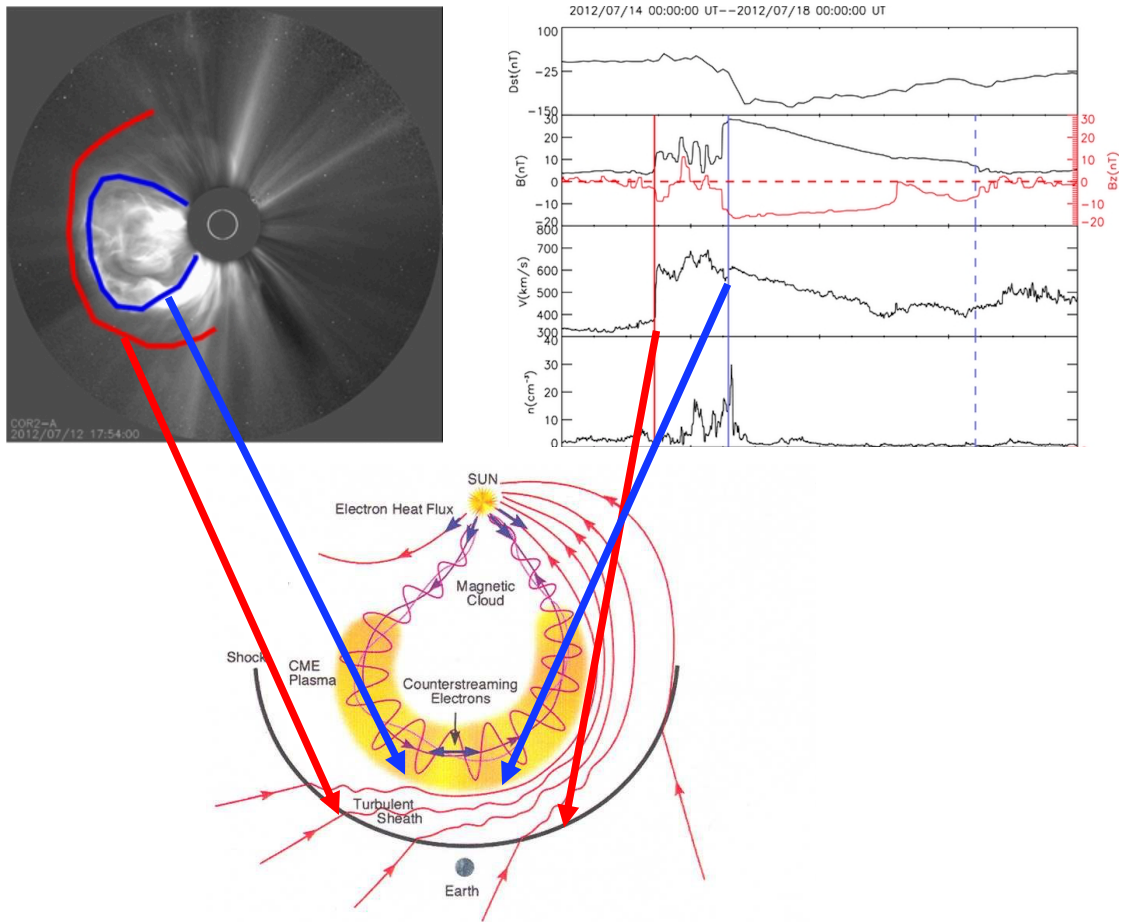 2012/07/14 00:00:00 UT--2012/07/18 00:00:00 UT
100
-25
-150
Dst(nT)
30
20
10
0
-10
-20
B(nT)
30
20
10
0
-10
-20
Bz(nT)
800
700
600
500
400
300
V(km/s)
40
30
20
10
0
n(cm⁻³)
COR2-A
2012/07/12 17:54:00
SUN
Electron Heat Flux
Magnetic
Cloud
Shock
CME
Plasma
Counterstreaming
Electrons
Turbulent
Sheath
Earth